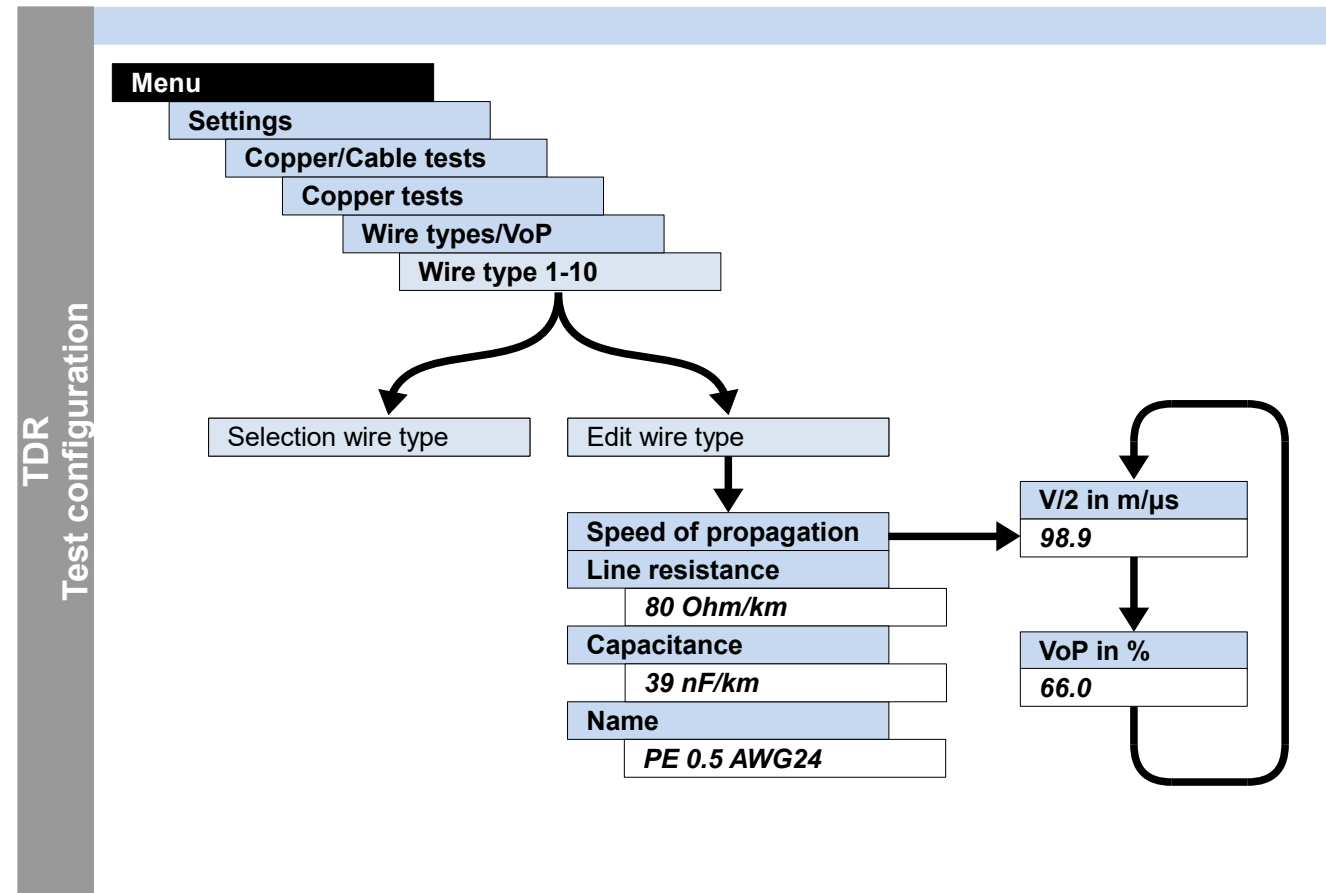 TDR
Test configuration
Menu
Settings
Copper/Cable tests
Copper tests
Wire types/VoP
Wire type 1-10
Selection wire type
Edit wire type
Speed of propagation
Line resistance
80 Ohm/km
Capacitance
39 nF/km
Name
PE 0.5 AWG24
V/2 in m/µs
98.9
VoP in %
66.0